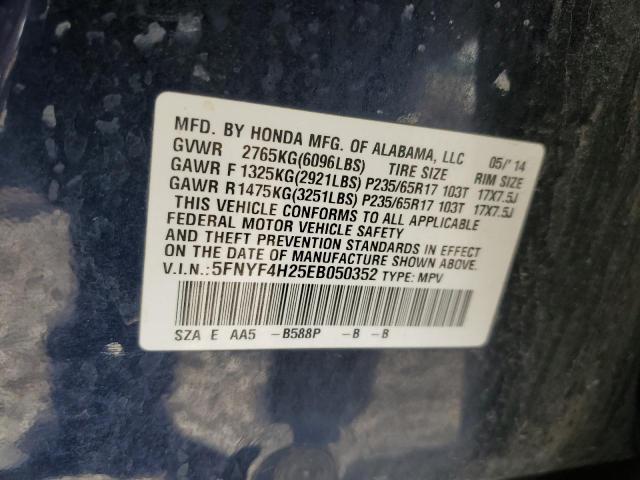 MFD. BY HONDA MFG. OF ALABAMA, LLC 05/'14
GVWR 2765KG(6096LBS) TIRE SIZE RIM SIZE
GAWR F 1325KG(2921LBS) P235/65R17 103T 17X7.5J
GAWR R 1475KG(3251LBS) P235/65R17 103T 17X7.5J
THIS VEHICLE CONFORMS TO ALL APPLICABLE
FEDERAL MOTOR VEHICLE SAFETY
AND THEFT PREVENTION STANDARDS IN EFFECT
ON THE DATE OF MANUFACTURE SHOWN ABOVE.
V.I.N.:5FNYF4H25EB050352 TYPE: MPV
SZA E AA5 -B588P -B -B